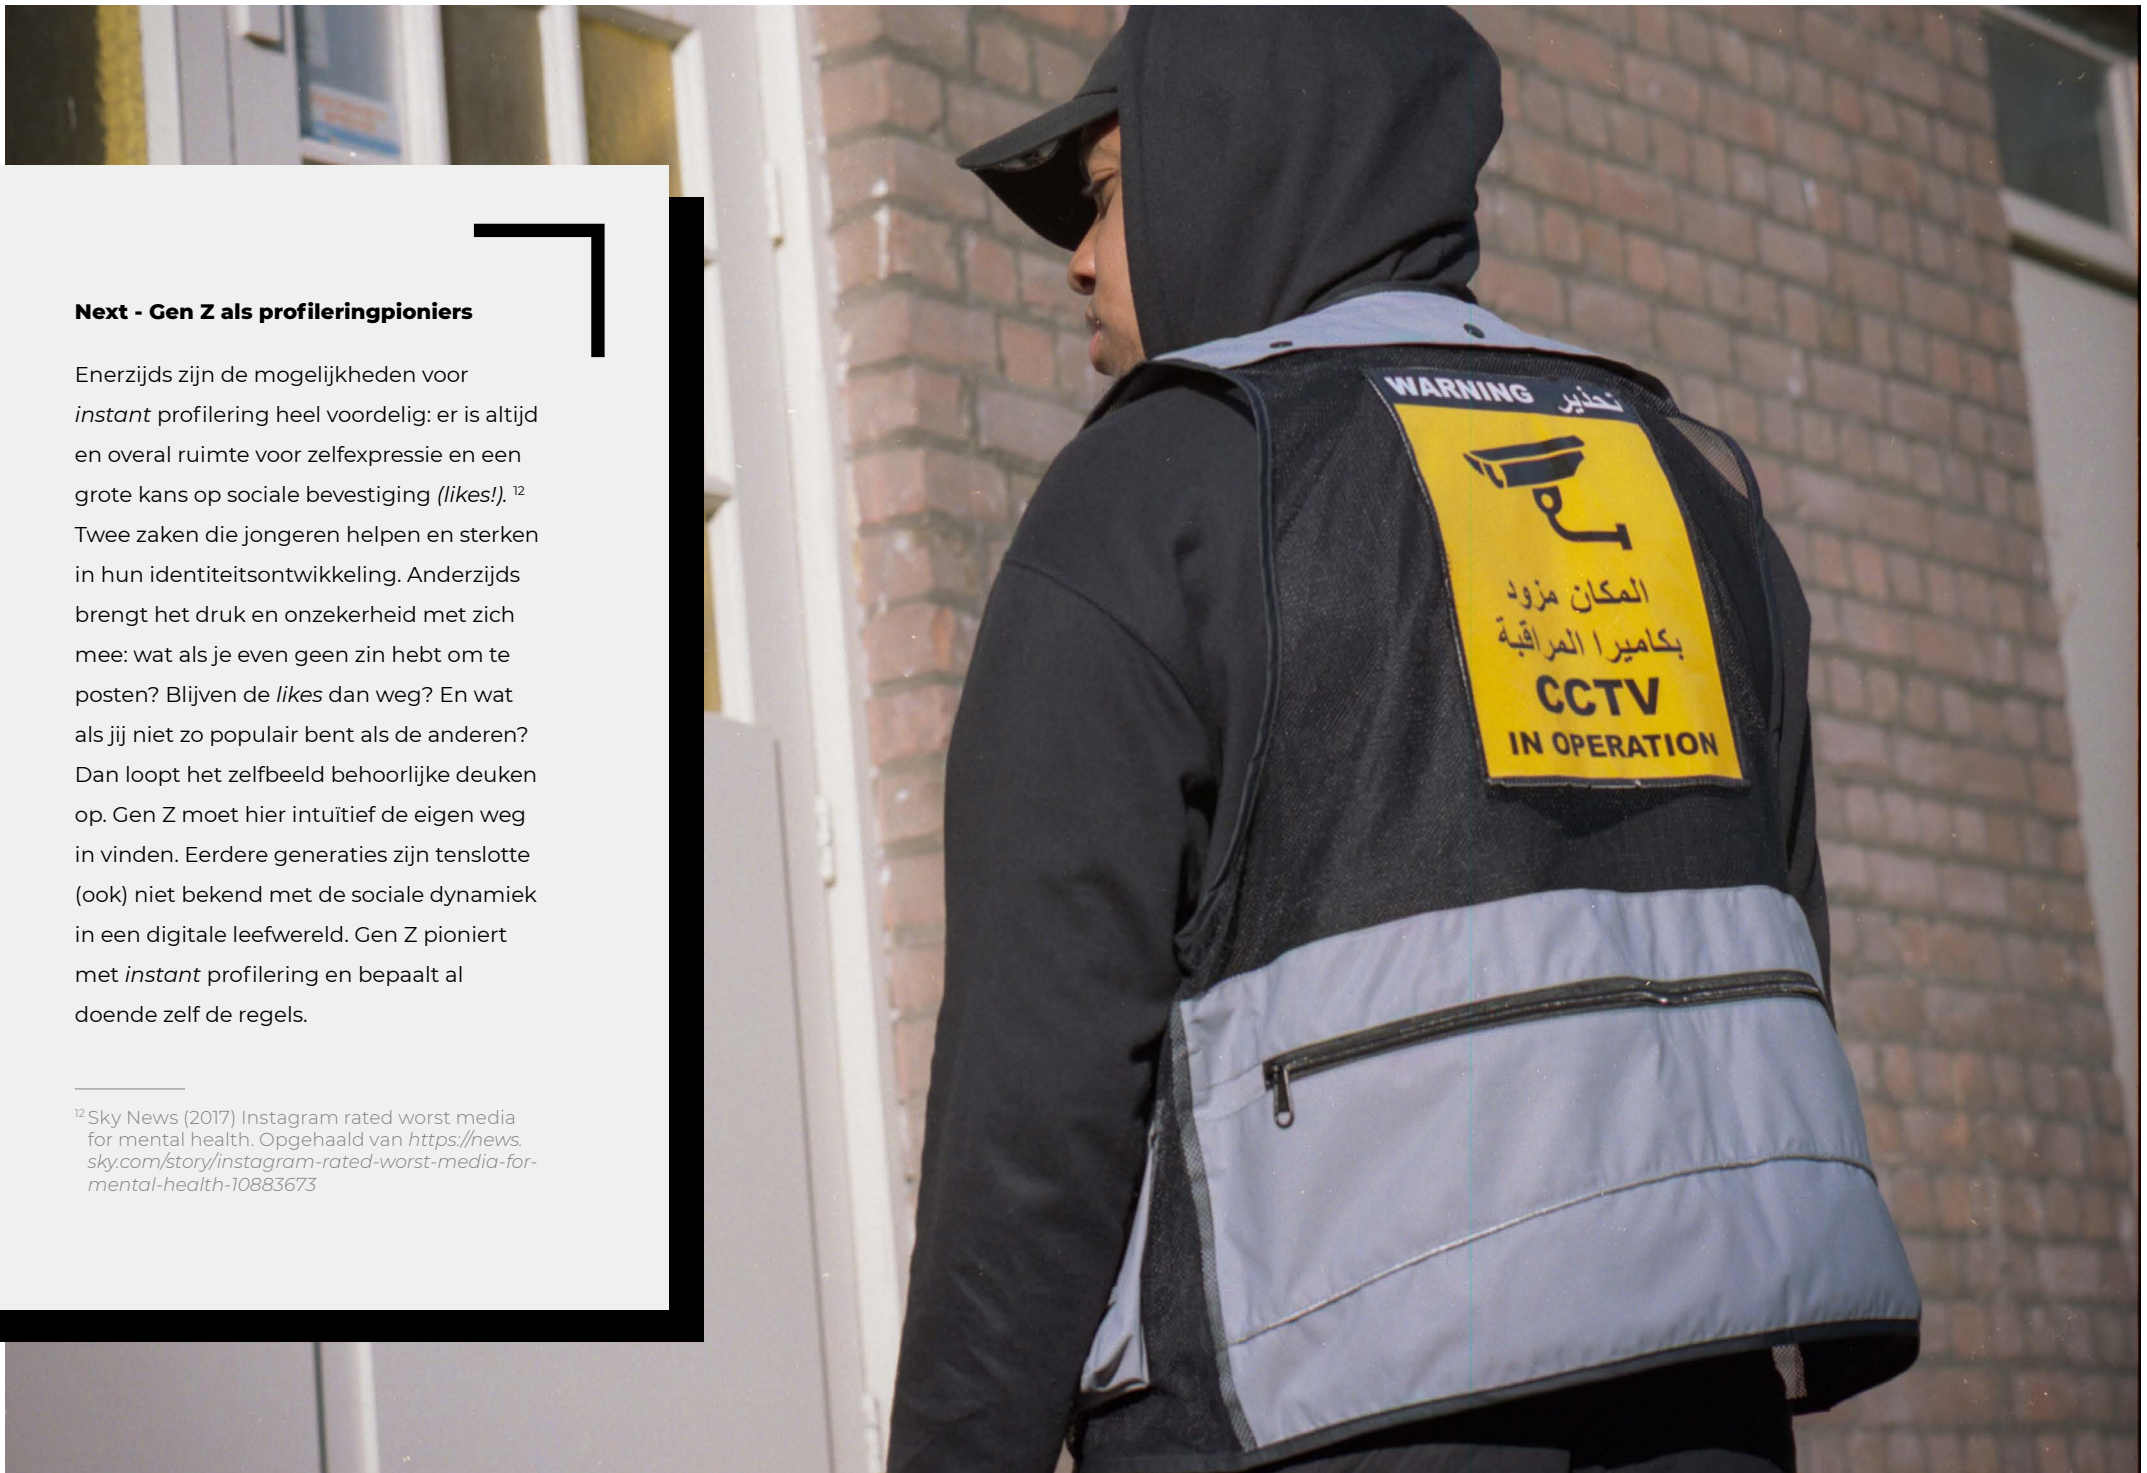 Next - Gen Z als profileringpioniers
Enerzijds zijn de mogelijkheden voor
instant profilering heel voordelig: er is altijd
en overal ruimte voor zelfexpressie en een
grote kans op sociale bevestiging (likes!). 12
Twee zaken die jongeren helpen en sterken
in hun identiteitsontwikkeling. Anderzijds
brengt het druk en onzekerheid met zich
mee: wat als je even geen zin hebt om te
posten? Blijven de likes dan weg? En wat
als jij niet zo populair bent als de anderen?
Dan loopt het zelfbeeld behoorlijke deuken
op. Gen Z moet hier intuïtief de eigen weg
in vinden. Eerdere generaties zijn tenslotte
(ook) niet bekend met de sociale dynamiek
in een digitale leefwereld. Gen Z pioniert
met instant profilering en bepaalt al
doende zelf de regels.
12 Sky News (2017) Instagram rated worst media
for mental health. Opgehaald van https://news.
sky.com/story/instagram-rated-worst-media-for-
mental-health-10883673
WARNING تحذير
المكان مزود
بكاميرا المراقبة
CCTV
IN OPERATION